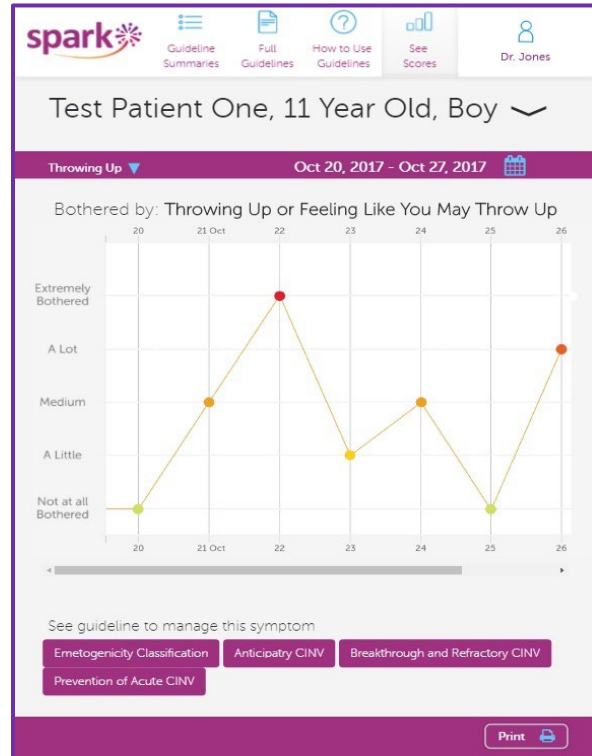 spark
Guideline Summaries
Full Guidelines
How to Use Guidelines
See Scores
Dr. Jones
Test Patient One, 11 Year Old, Boy
Throwing Up
Oct 20, 2017 - Oct 27, 2017
Bothered by: Throwing Up or Feeling Like You May Throw Up
20 21 Oct 22 23 24 25 26
Extremely Bothered
A Lot
Medium
A Little
Not at all Bothered
20 21 Oct 22 23 24 25 26
See guideline to manage this symptom
Emetogenicity Classification Anticipatry CINV Breakthrough and Refractory CINV
Prevention of Acute CINV
Print